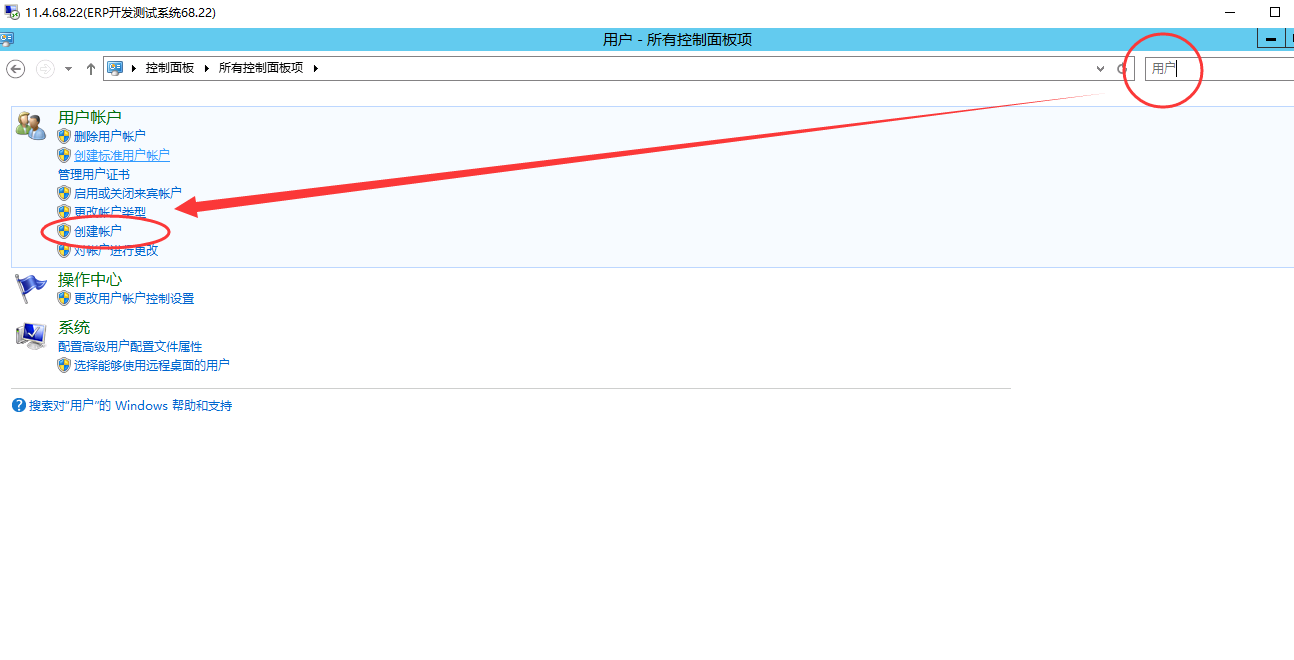 11.4.68.22(ERP开发测试系统68.22)
用户 - 所有控制面板项
控制面板 所有控制面板项
用户
用户帐户
删除用户帐户
创建标准用户帐户
管理用户证书
启用或关闭来宾帐户
更改帐户类型
创建帐户
对帐户进行更改
操作中心
更改用户帐户控制设置
系统
配置高级用户配置文件属性
选择能够使用远程桌面的用户
搜索对"用户"的 Windows 帮助和支持